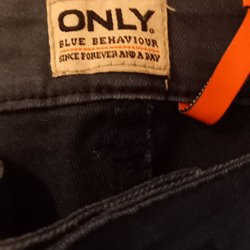 ONLY.
BLUE BEHAVIOUR
SINCE FOREVER AND A DAY